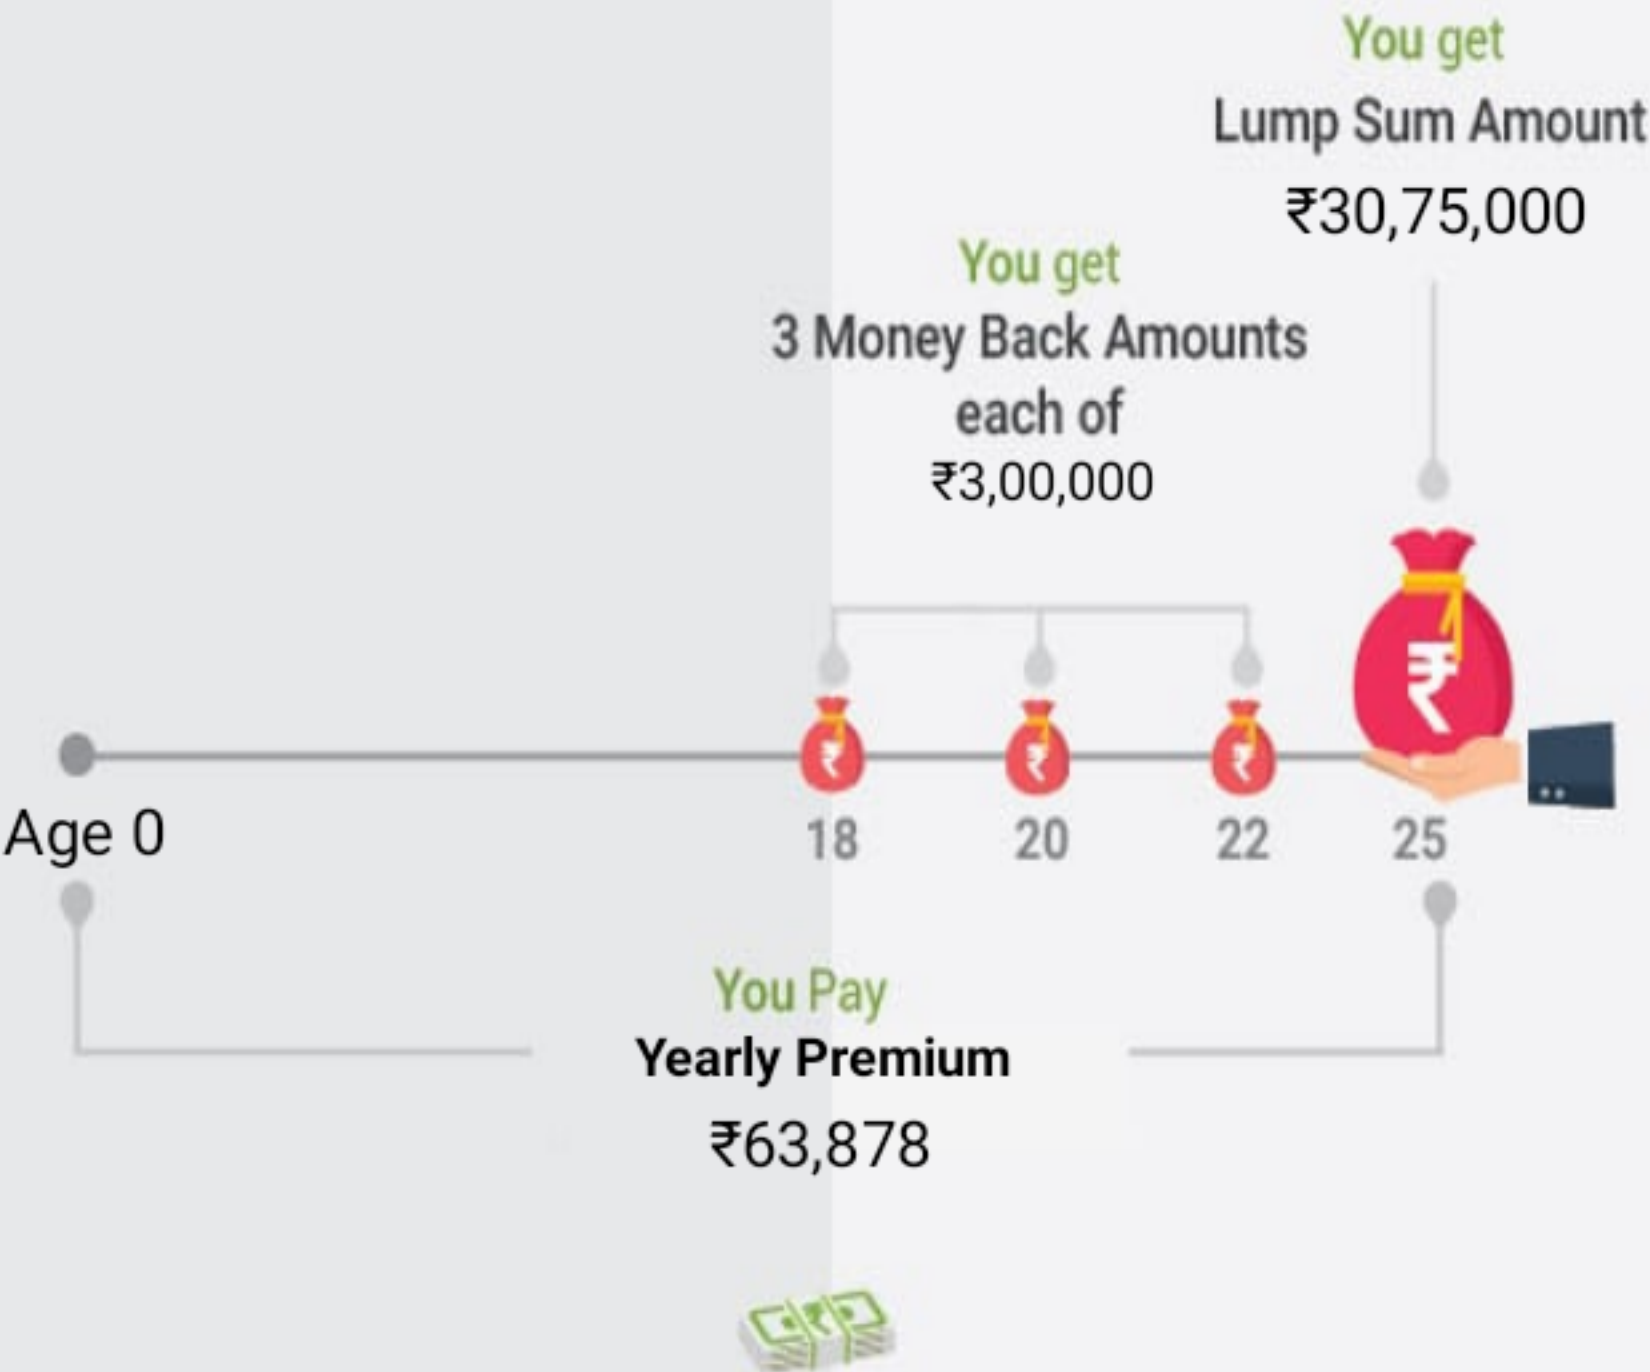 You get
Lump Sum Amount
₹30,75,000
You get
3 Money Back Amounts
each of
₹3,00,000
₹
₹
₹
₹
Age 0
18
20
22
25
You Pay
Yearly Premium
₹63,878
₹